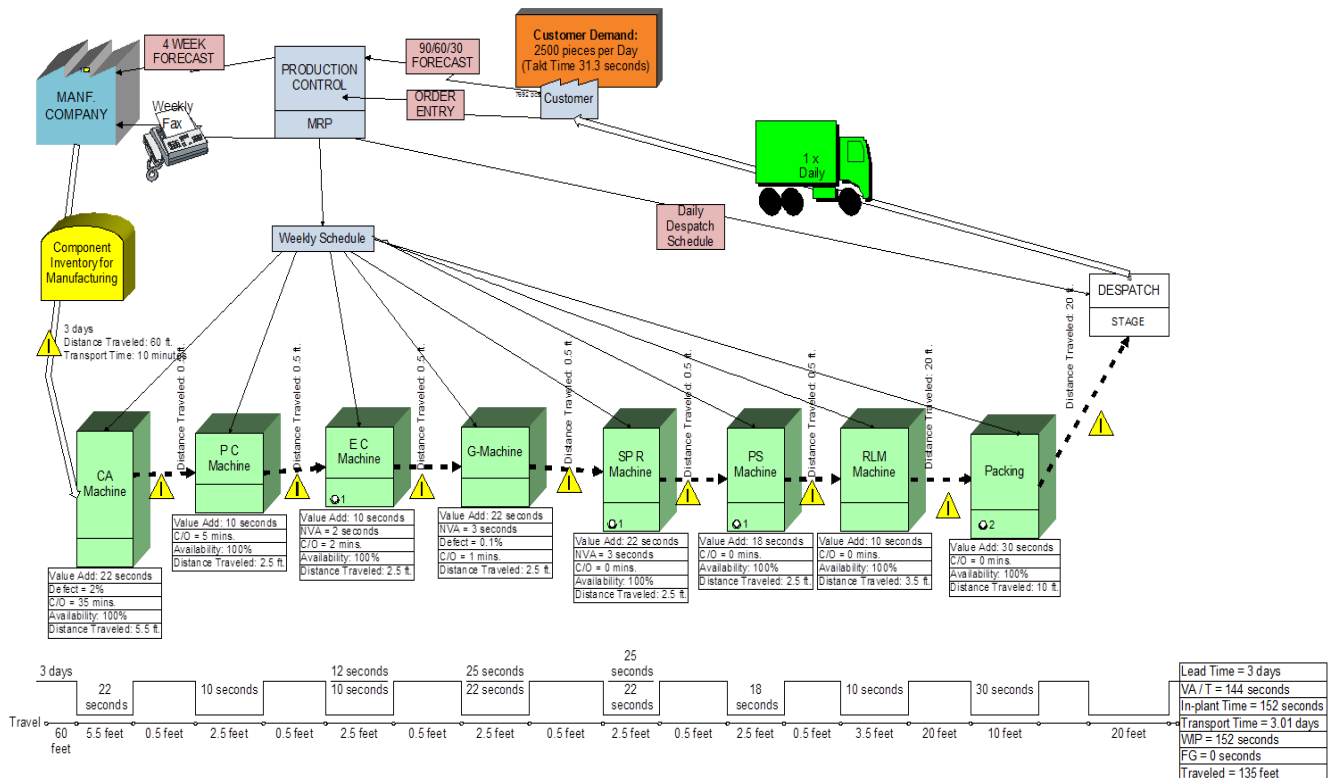 Customer Demand:
2500 pieces per Day
(Takt Time 31.3 seconds)
4 WEEK
FORECAST
90/60/30
FORECAST
PRODUCTION
CONTROL
MRP
ORDER
ENTRY
Customer
MANF.
COMPANY
Weekly
Fax
1 x
Daily
Daily
Despatch
Schedule
Weekly Schedule
Component
Inventory for
Manufacturing
DESPATCH
STAGE
3 days
Distance Traveled: 60 ft.
Transport Time: 10 minutes
Distance Traveled: 0.5 ft.
Distance Traveled: 0.5 ft.
Distance Traveled: 0.5 ft.
Distance Traveled: 0.5 ft.
Distance Traveled: 0.5 ft.
Distance Traveled: 0.5 ft.
Distance Traveled: 20 ft.
Distance Traveled: 20 ft.
CA
Machine
P C
Machine
E C
Machine
1
G-Machine
SP R
Machine
1
PS
Machine
1
RLM
Machine
Packing
2
Value Add: 22 seconds
Defect = 2%
C/O = 35 mins.
Availability: 100%
Distance Traveled: 5.5 ft.
Value Add: 10 seconds
C/O = 5 mins.
Availability: 100%
Distance Traveled: 2.5 ft.
Value Add: 10 seconds
NVA = 2 seconds
C/O = 2 mins.
Availability: 100%
Distance Traveled: 2.5 ft.
Value Add: 22 seconds
NVA = 3 seconds
Defect = 0.1%
C/O = 1 mins.
Distance Traveled: 2.5 ft.
Value Add: 22 seconds
NVA = 3 seconds
C/O = 0 mins.
Availability: 100%
Distance Traveled: 2.5 ft.
Value Add: 18 seconds
C/O = 0 mins.
Availability: 100%
Distance Traveled: 2.5 ft.
Value Add: 10 seconds
C/O = 0 mins.
Availability: 100%
Distance Traveled: 3.5 ft.
Value Add: 30 seconds
C/O = 0 mins.
Availability: 100%
Distance Traveled: 10 ft.
3 days
22
seconds
10 seconds
12 seconds
10 seconds
25 seconds
22 seconds
25
seconds
22
seconds
18
seconds
10 seconds
30 seconds
Travel
60
feet
5.5 feet
0.5 feet
2.5 feet
0.5 feet
2.5 feet
0.5 feet
2.5 feet
0.5 feet
2.5 feet
0.5 feet
2.5 feet
0.5 feet
3.5 feet
20 feet
10 feet
20 feet
Lead Time = 3 days
VA / T = 144 seconds
In-plant Time = 152 seconds
Transport Time = 3.01 days
WIP = 152 seconds
FG = 0 seconds
Traveled = 135 feet